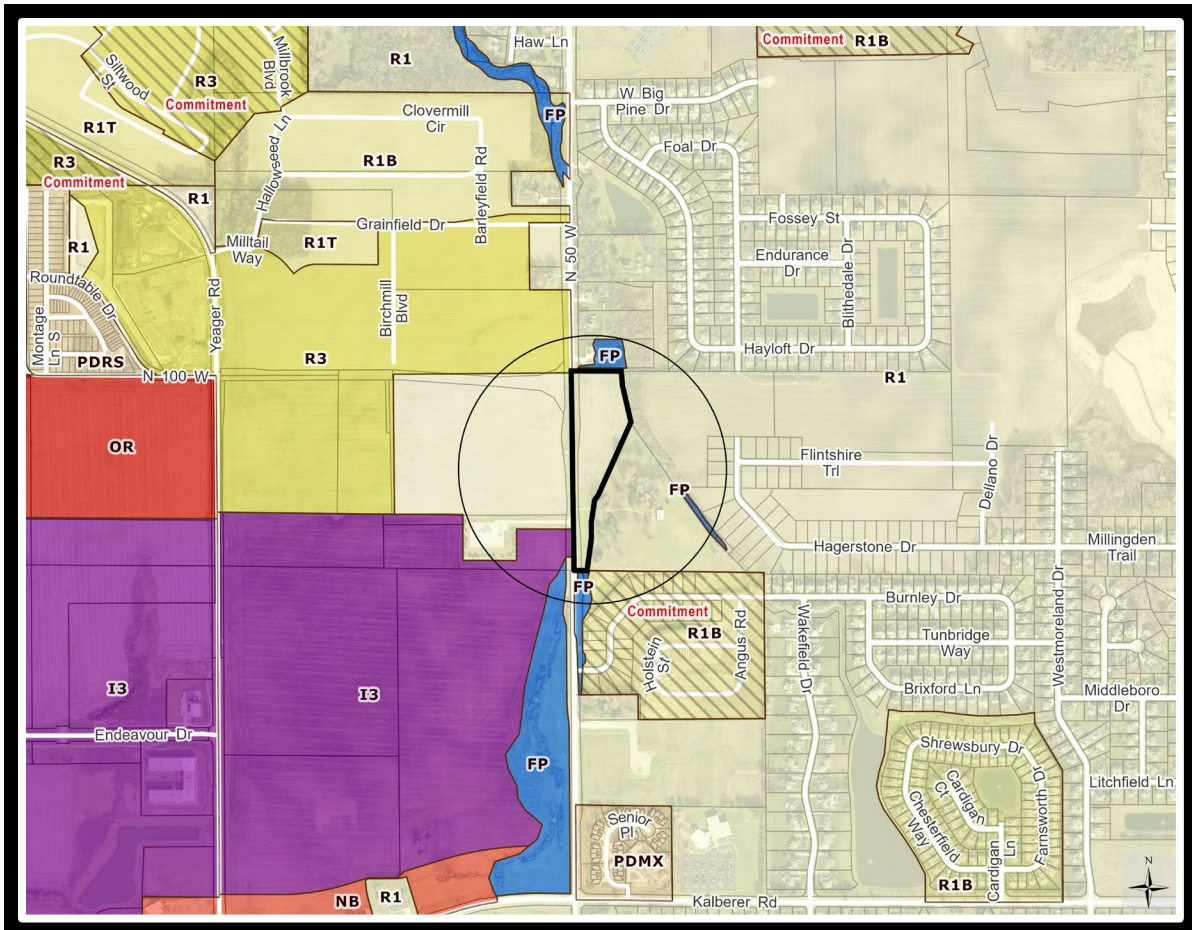 Haw Ln
Commitment R1B
Siltwood
St
Millbrook
Blvd
R1
R3
Commitment
W Big
Pine Dr
FP
Clovermill
Cir
R1T
Foal Dr
R3
Commitment
R1B
Hallowseed Ln
Barleyfield Rd
R1
Fossey St
Grainfield Dr
R1
Milltail
Way
R1T
N 50 W
Endurance
Dr
Blithedale Dr
Roundtable Dr
Yeager Rd
Birchmill
Blvd
Montage
Ln S
PDRS
R3
FP
Hayloft Dr
N 100 W
R1
OR
Flintshire
Trl
Dellano Dr
FP
Hagerstone Dr
Millingden
Trail
FP
Commitment
R1B
Holstein
St
Angus Rd
Wakefield Dr
Burnley Dr
Tunbridge
Way
Brixford Ln
Westmoreland Dr
Middleboro
Dr
I3
I3
Endeavour Dr
FP
Shrewsbury Dr
Cardigan
Ct
Chesterfield
Way
Farnsworth Dr
Litchfield Ln
Senior
Pl
PDMX
Cardigan
Ln
R1B
N
NB
R1
Kalberer Rd